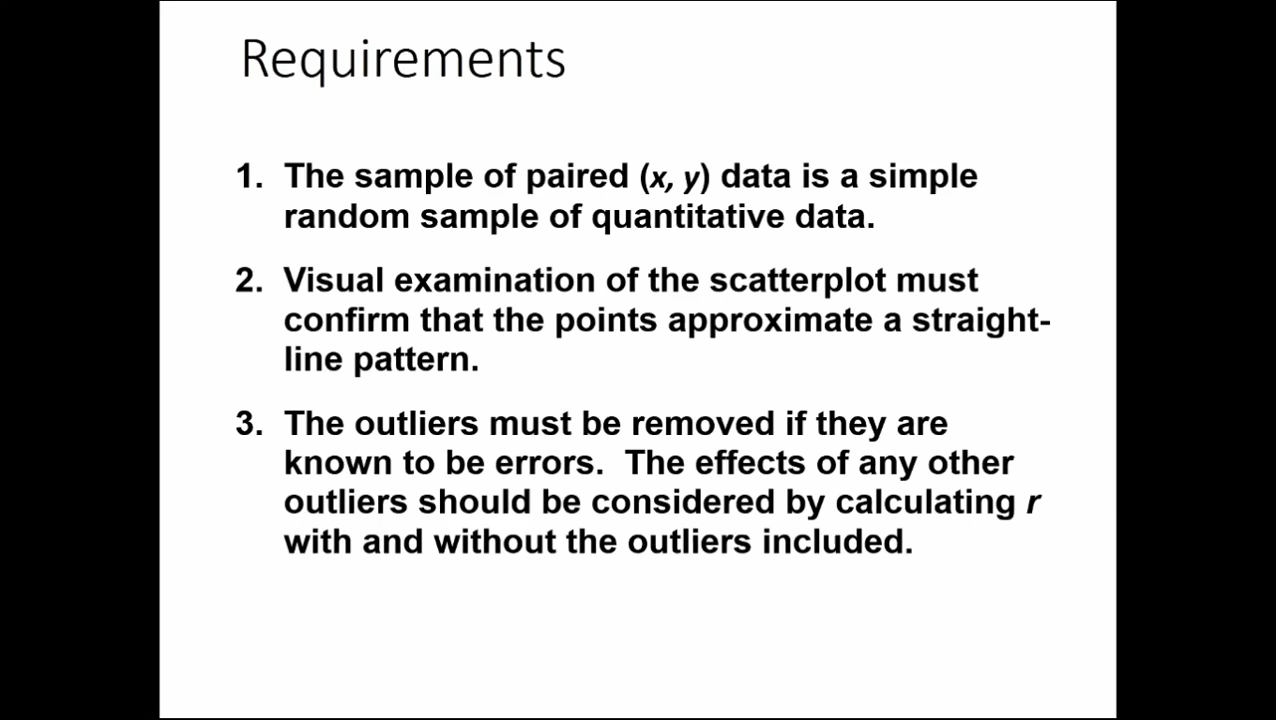 Requirements
1. The sample of paired (x, y) data is a simple
random sample of quantitative data.
2. Visual examination of the scatterplot must
confirm that the points approximate a straight-
line pattern.
3. The outliers must be removed if they are
known to be errors.  The effects of any other
outliers should be considered by calculating r
with and without the outliers included.